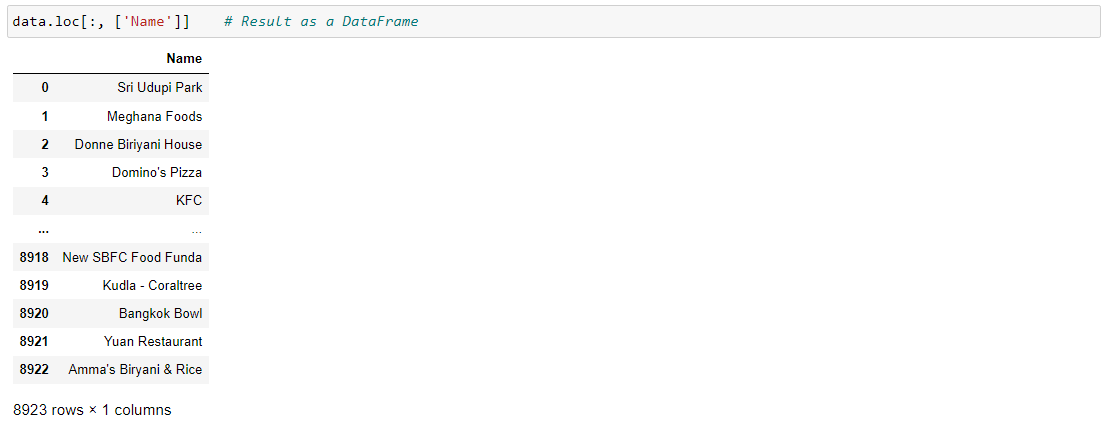 data.loc[:, ['Name']]    # Result as a DataFrame
Name
0 Sri Udupi Park
1 Meghana Foods
2 Donne Biriyani House
3 Domino's Pizza
4 KFC
... ...
8918 New SBFC Food Funda
8919 Kudla - Coraltree
8920 Bangkok Bowl
8921 Yuan Restaurant
8922 Amma's Biryani & Rice
8923 rows × 1 columns